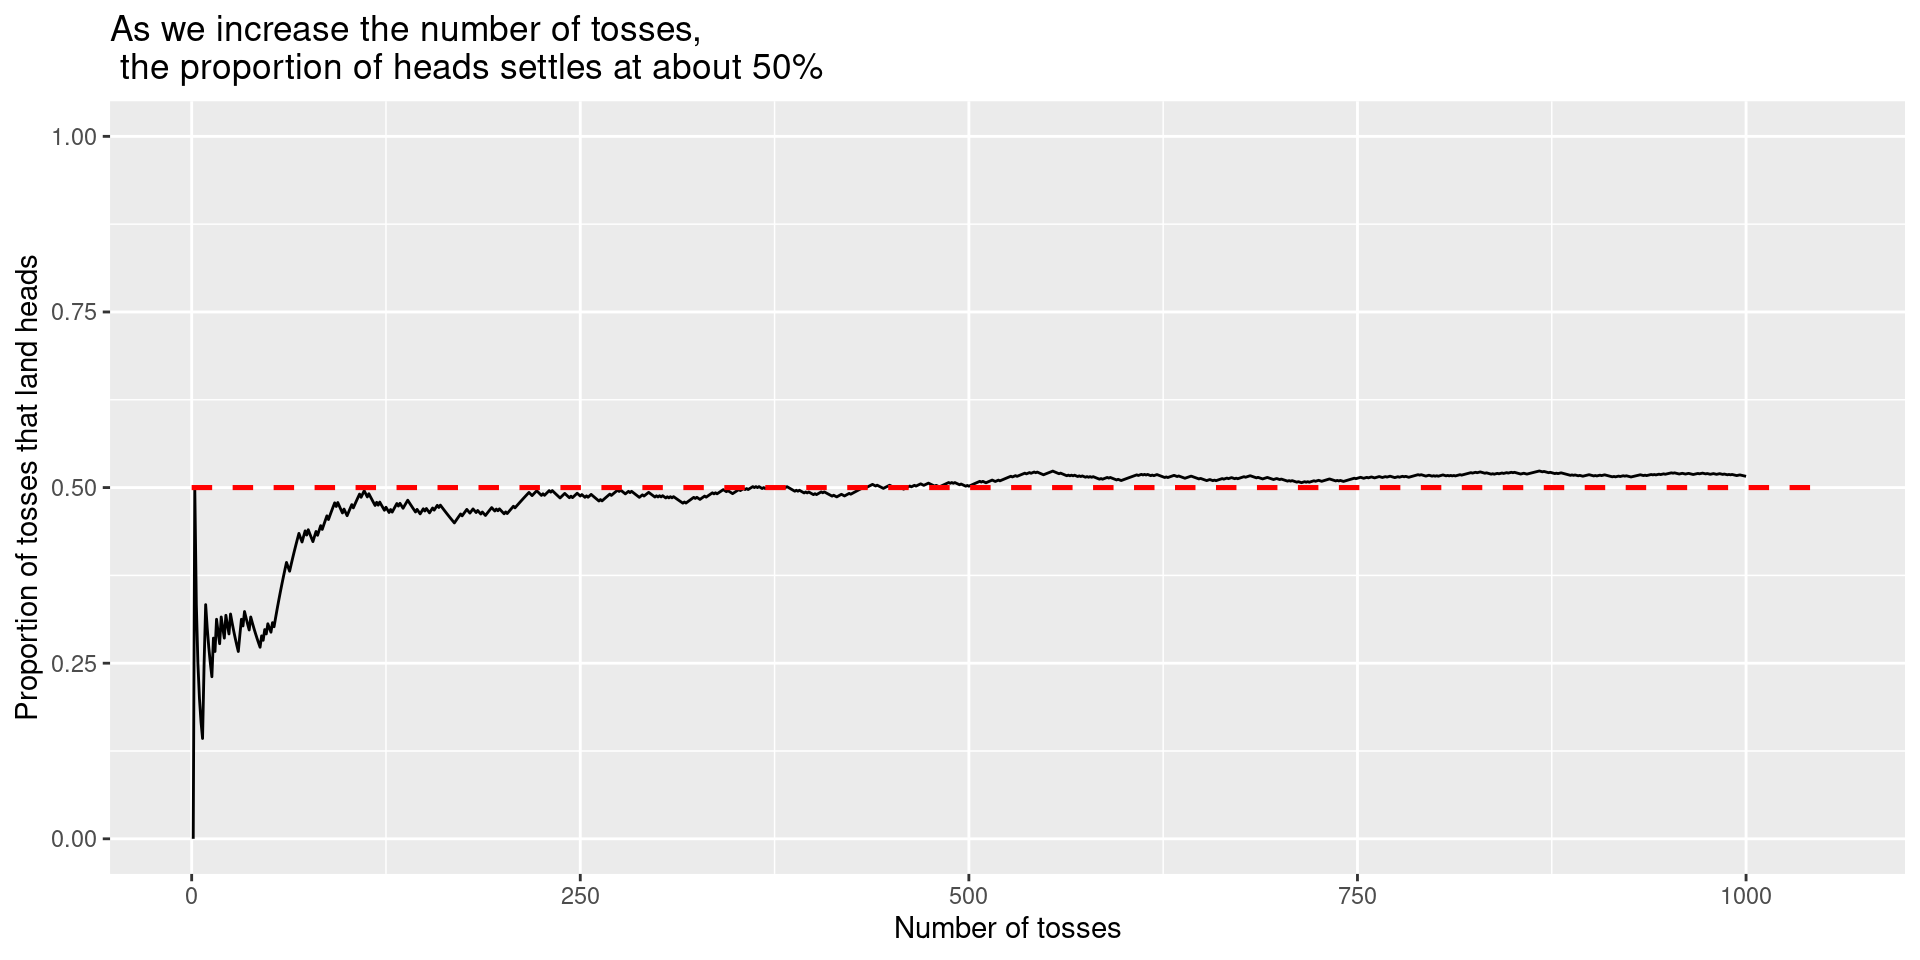 As we increase the number of tosses,
the proportion of heads settles at about 50%
Proportion of tosses that land heads
1.00
0.75
0.50
0.25
0.00
0 250 500 750 1000
Number of tosses